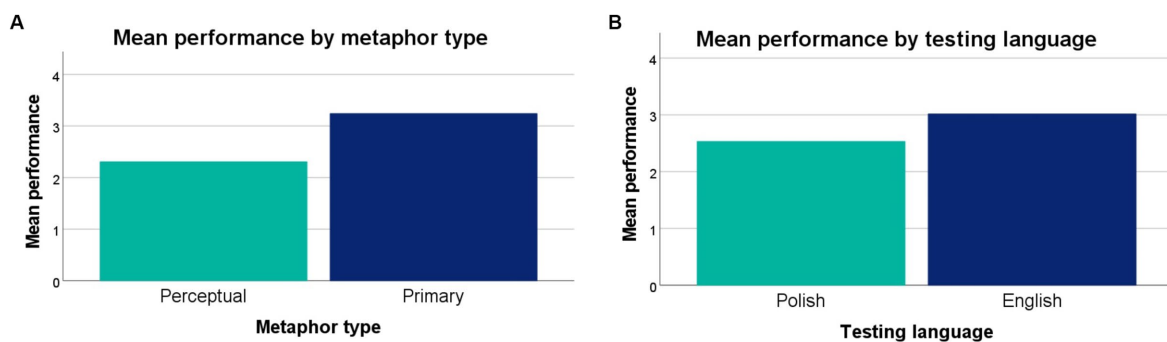 A
Mean performance by metaphor type
Mean performance
4
3
2
1
0
Perceptual
Primary
Metaphor type
B
Mean performance by testing language
Mean performance
4
3
2
1
0
Polish
English
Testing language